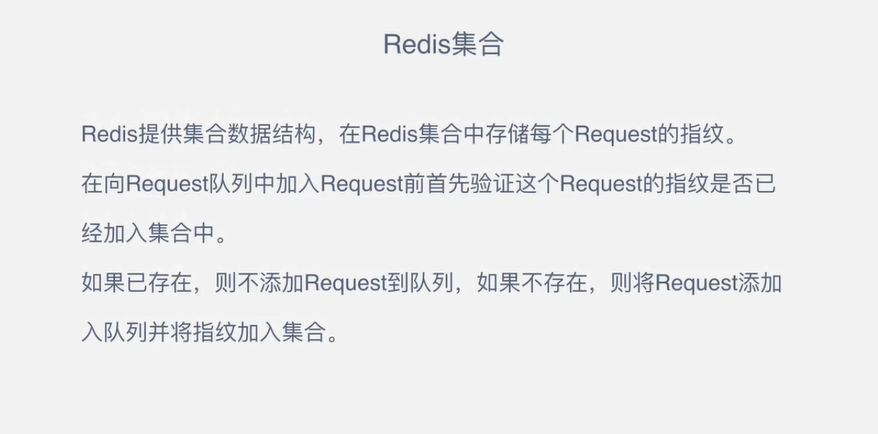 Redis集合
Redis提供集合数据结构，在Redis集合中存储每个Request的指纹。
在向Request队列中加入Request前首先验证这个Request的指纹是否已
经加入集合中。
如果已存在，则不添加Request到队列，如果不存在，则将Request添加
入队列并将指纹加入集合。